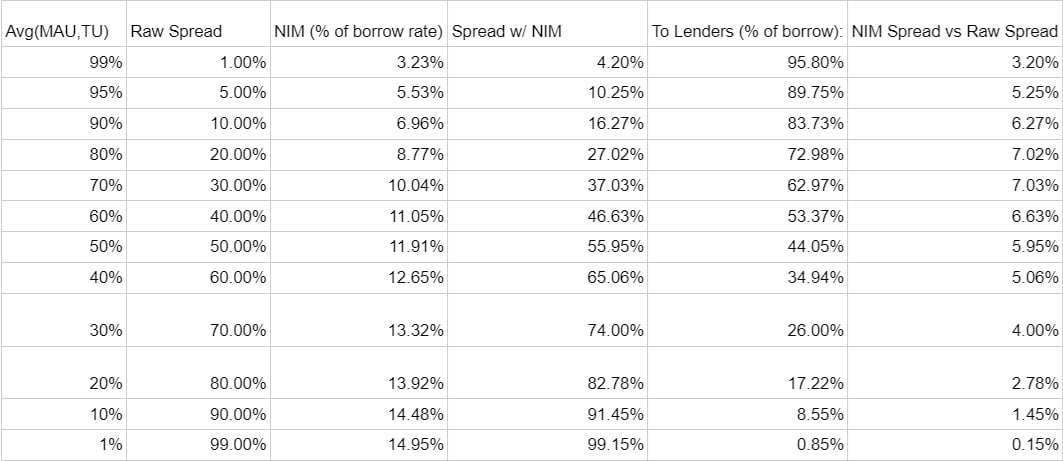 Avg(MAU,TU) Raw Spread NIM (% of borrow rate) Spread w/ NIM To Lenders (% of borrow): NIM Spread vs Raw Spread
99% 1.00% 3.23% 4.20% 95.80% 3.20%
95% 5.00% 5.53% 10.25% 89.75% 5.25%
90% 10.00% 6.96% 16.27% 83.73% 6.27%
80% 20.00% 8.77% 27.02% 72.98% 7.02%
70% 30.00% 10.04% 37.03% 62.97% 7.03%
60% 40.00% 11.05% 46.63% 53.37% 6.63%
50% 50.00% 11.91% 55.95% 44.05% 5.95%
40% 60.00% 12.65% 65.06% 34.94% 5.06%
30% 70.00% 13.32% 74.00% 26.00% 4.00%
20% 80.00% 13.92% 82.78% 17.22% 2.78%
10% 90.00% 14.48% 91.45% 8.55% 1.45%
1% 99.00% 14.95% 99.15% 0.85% 0.15%